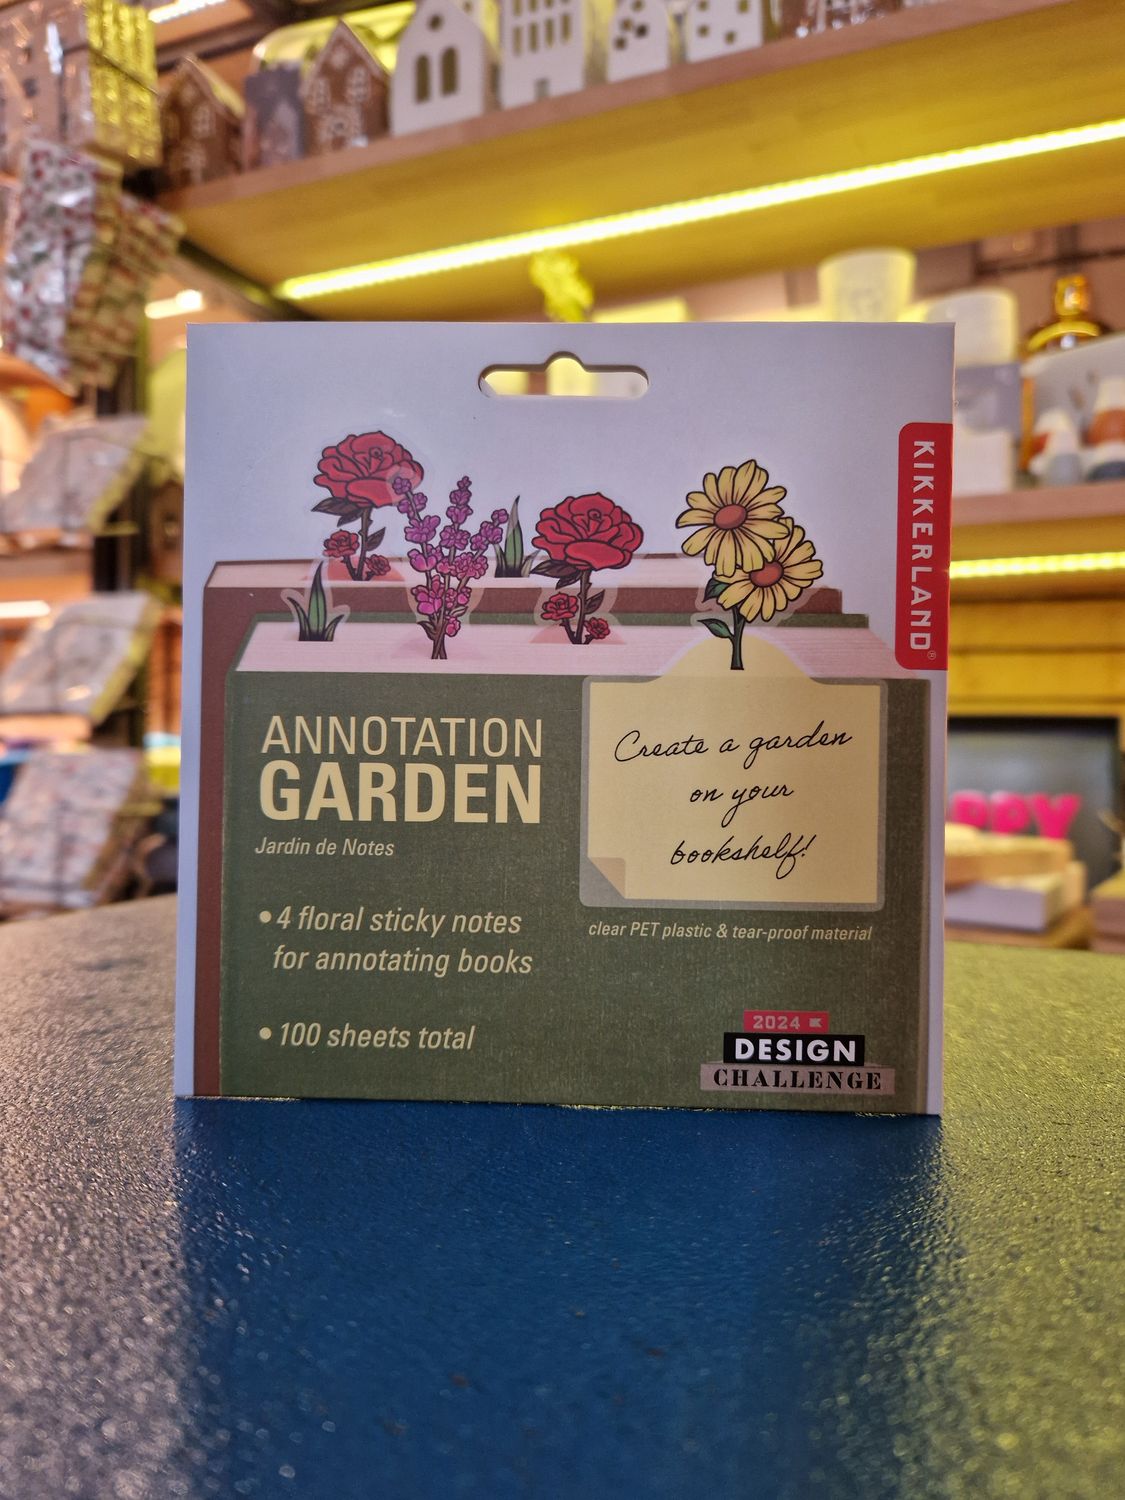 KIKKERLAND®
ANNOTATION
GARDEN
Jardin de Notes
• 4 floral sticky notes
for annotating books
• 100 sheets total
Create a garden
on your
bookshelf!
clear PET plastic & tear-proof material
2024
DESIGN
CHALLENGE
PPY